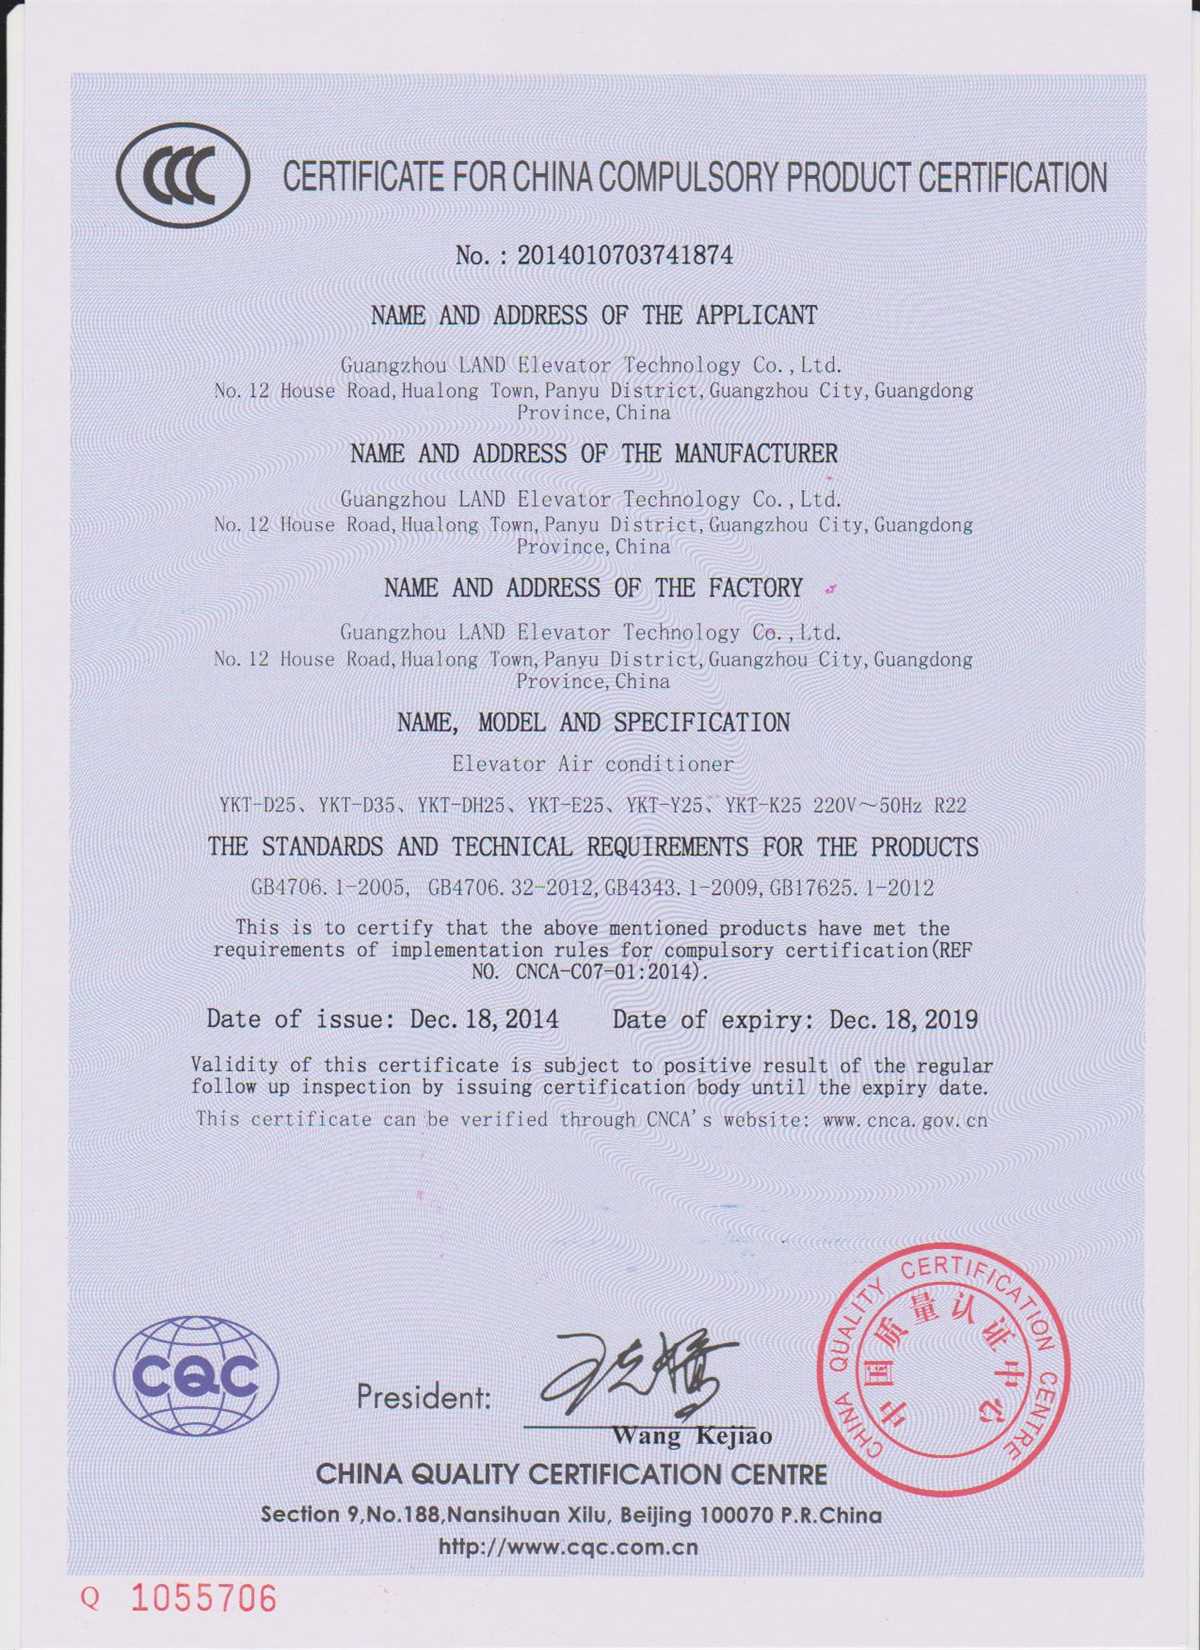 CCC
CERTIFICATE FOR CHINA COMPULSORY PRODUCT CERTIFICATION
No.: 2014010703741874
NAME AND ADDRESS OF THE APPLICANT
Guangzhou LAND Elevator Technology Co.,Ltd.
No.12 House Road,Hualong Town,Panyu District,Guangzhou City,Guangdong
Province,China
NAME AND ADDRESS OF THE MANUFACTURER
Guangzhou LAND Elevator Technology Co.,Ltd.
No.12 House Road,Hualong Town,Panyu District,Guangzhou City,Guangdong
Province,China
NAME AND ADDRESS OF THE FACTORY
Guangzhou LAND Elevator Technology Co.,Ltd.
No.12 House Road,Hualong Town,Panyu District,Guangzhou City,Guangdong
Province,China
NAME, MODEL AND SPECIFICATION
Elevator Air conditioner
YKT-D25、YKT-D35、YKT-DH25、YKT-E25、YKT-Y25、YKT-K25 220V～50Hz R22
THE STANDARDS AND TECHNICAL REQUIREMENTS FOR THE PRODUCTS
GB4706.1-2005, GB4706.32-2012,GB4343.1-2009,GB17625.1-2012
This is to certify that the above mentioned products have met the
requirements of implementation rules for compulsory certification(REF
NO. CNCA-C07-01:2014).
Date of issue: Dec.18,2014 Date of expiry: Dec.18,2019
Validity of this certificate is subject to positive result of the regular
follow up inspection by issuing certification body until the expiry date.
This certificate can be verified through CNCA's website: www.cnca.gov.cn
CHINA QUALITY CERTIFICATION CENTRE
中国质量认证中心
CQC
President:
Wang Kejiao
CHINA QUALITY CERTIFICATION CENTRE
Section 9,No.188,Nansihuan Xilu, Beijing 100070 P.R.China
http://www.cqc.com.cn
Q 1055706